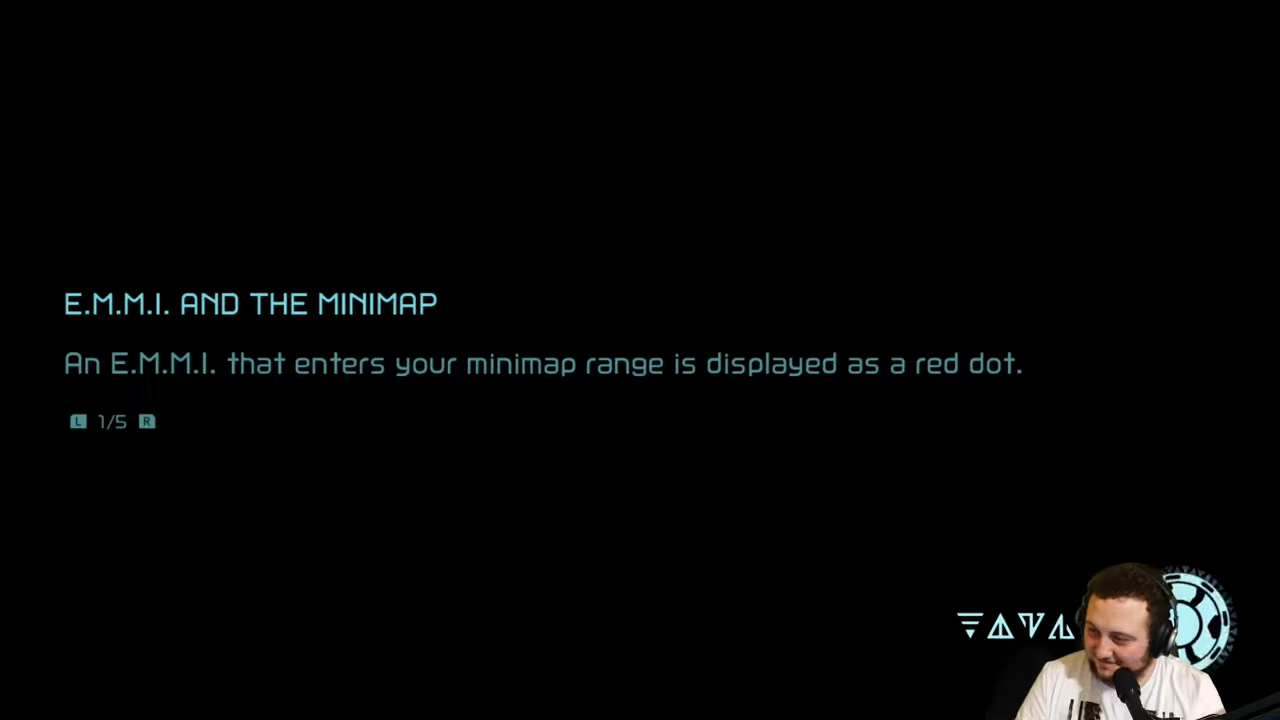 E.M.M.I. AND THE MINIMAP
An E.M.M.I. that enters your minimap range is displayed as a red dot.
L 1/5 R